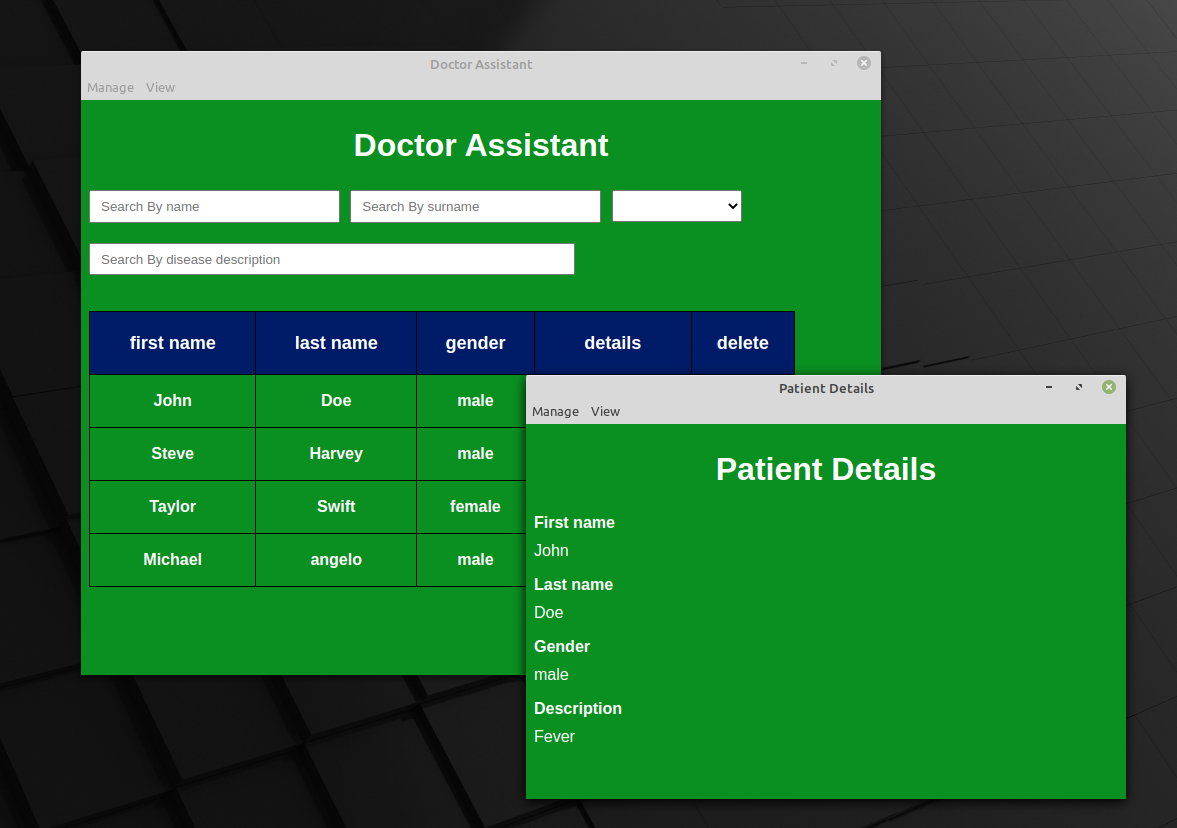 Doctor Assistant
Manage View
Doctor Assistant
Search By name Search By surname
Search By disease description
first name last name gender details delete
John Doe male
Steve Harvey male
Taylor Swift female
Michael angelo male
Patient Details
Manage View
Patient Details
First name
John
Last name
Doe
Gender
male
Description
Fever